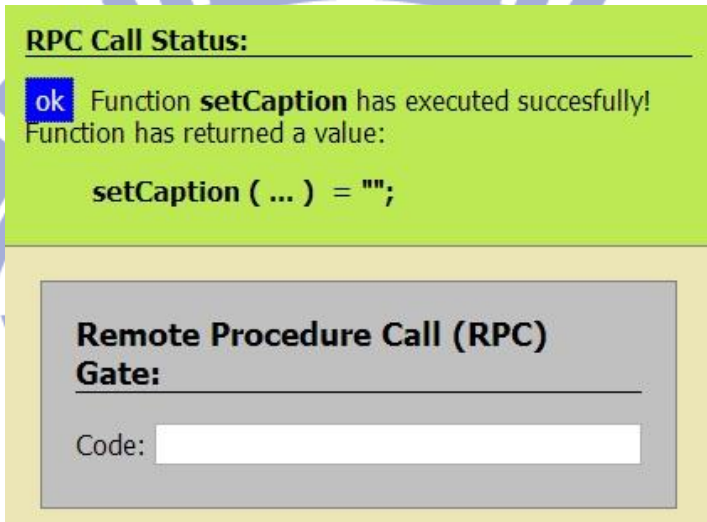 RPC Call Status:
ok Function setCaption has executed succesfully!
Function has returned a value:
setCaption ( ... ) = "";
Remote Procedure Call (RPC)
Gate:
Code: